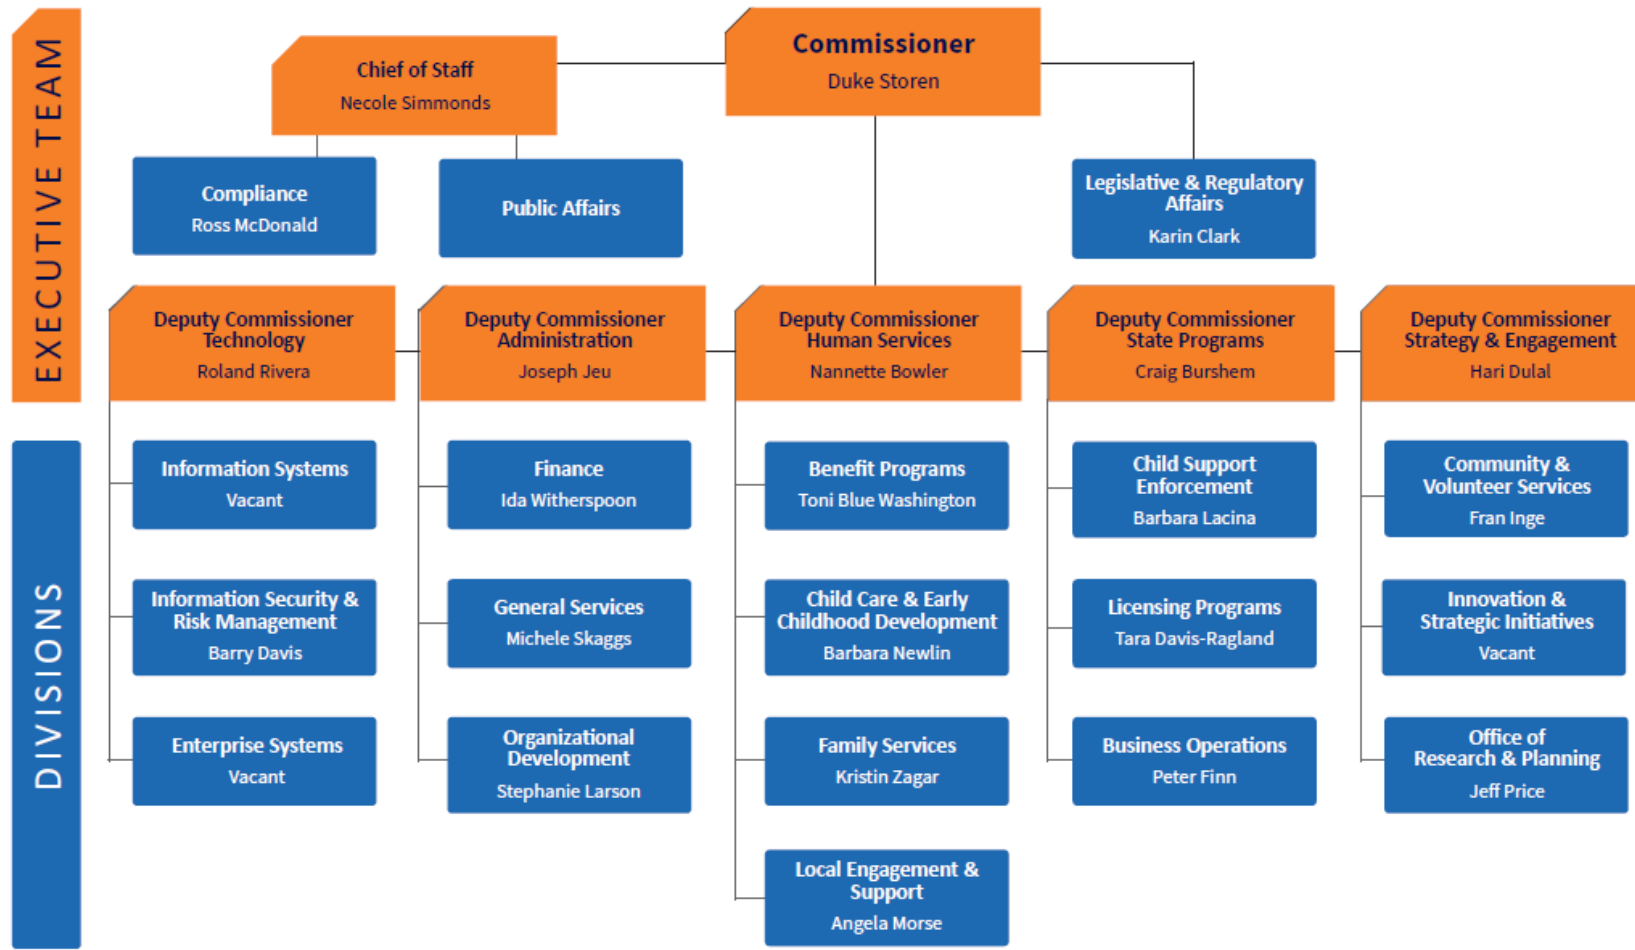 EXECUTIVE TEAM
Commissioner
Duke Storen
Chief of Staff
Necole Simmonds
Compliance
Ross McDonald
Public Affairs
Legislative & Regulatory
Affairs
Karin Clark
Deputy Commissioner
Technology
Roland Rivera
Deputy Commissioner
Administration
Joseph Jeu
Deputy Commissioner
Human Services
Nannette Bowler
Deputy Commissioner
State Programs
Craig Burshem
Deputy Commissioner
Strategy & Engagement
Hari Dulal
DIVISIONS
Information Systems
Vacant
Information Security &
Risk Management
Barry Davis
Enterprise Systems
Vacant
Finance
Ida Witherspoon
General Services
Michele Skaggs
Organizational
Development
Stephanie Larson
Benefit Programs
Toni Blue Washington
Child Care & Early
Childhood Development
Barbara Newlin
Family Services
Kristin Zagar
Local Engagement &
Support
Angela Morse
Child Support
Enforcement
Barbara Lacina
Licensing Programs
Tara Davis-Ragland
Business Operations
Peter Finn
Community &
Volunteer Services
Fran Inge
Innovation &
Strategic Initiatives
Vacant
Office of
Research & Planning
Jeff Price